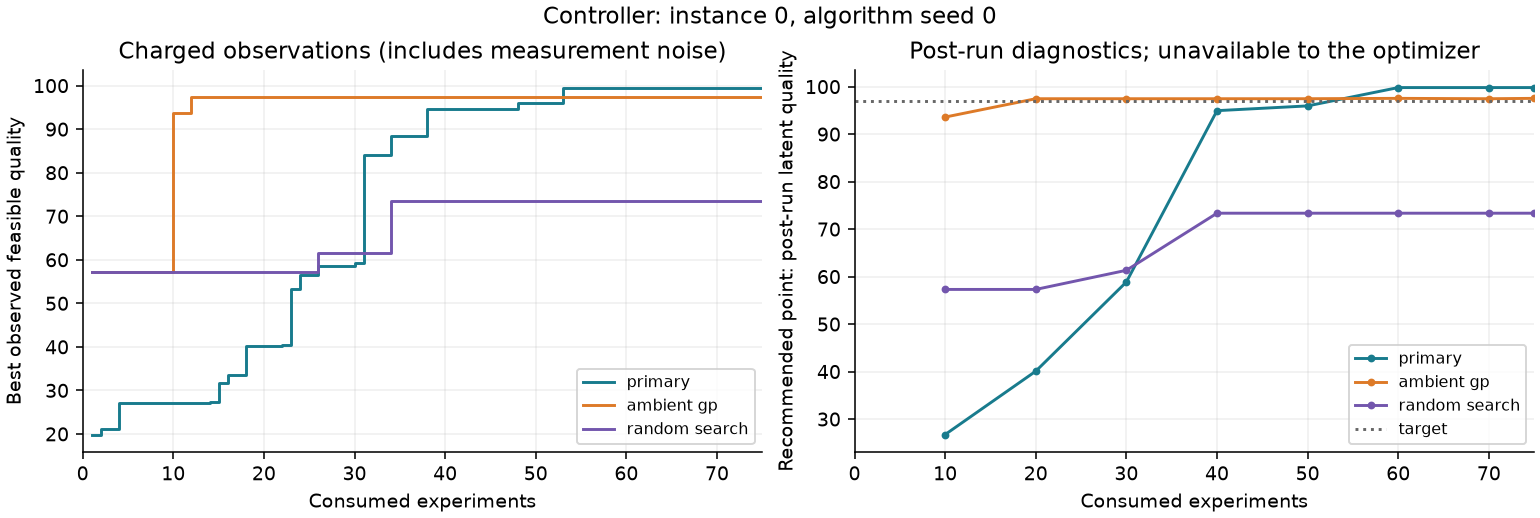 Controller: instance 0, algorithm seed 0
Charged observations (includes measurement noise)
Best observed feasible quality
100
90
80
70
60
50
40
30
20
0 10 20 30 40 50 60 70
Consumed experiments
primary
ambient gp
random search
Post-run diagnostics; unavailable to the optimizer
Recommended point: post-run latent quality
100
90
80
70
60
50
40
30
0 10 20 30 40 50 60 70
Consumed experiments
primary
ambient gp
random search
target